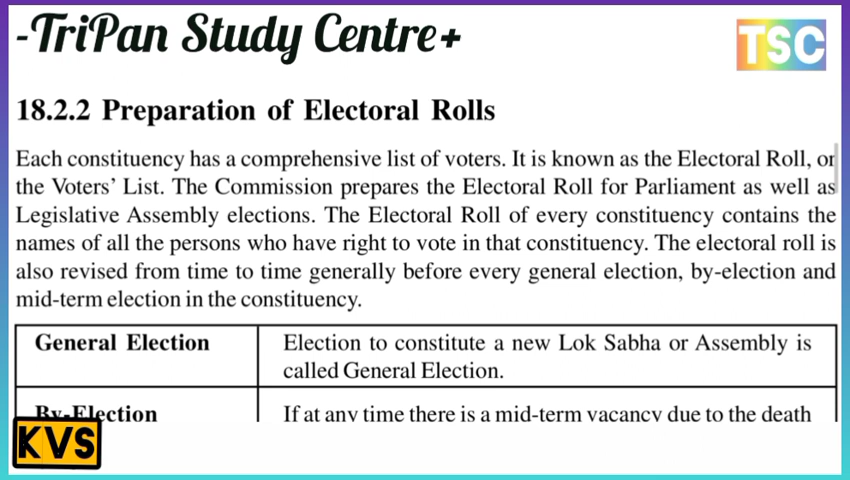 -TriPan Study Centre+
TSC
18.2.2 Preparation of Electoral Rolls
Each constituency has a comprehensive list of voters. It is known as the Electoral Roll, or
the Voters' List. The Commission prepares the Electoral Roll for Parliament as well as
Legislative Assembly elections. The Electoral Roll of every constituency contains the
names of all the persons who have right to vote in that constituency. The electoral roll is
also revised from time to time generally before every general election, by-election and
mid-term election in the constituency.
General Election
Election to constitute a new Lok Sabha or Assembly is
called General Election.
By-Election
If at any time there is a mid-term vacancy due to the death
KVS